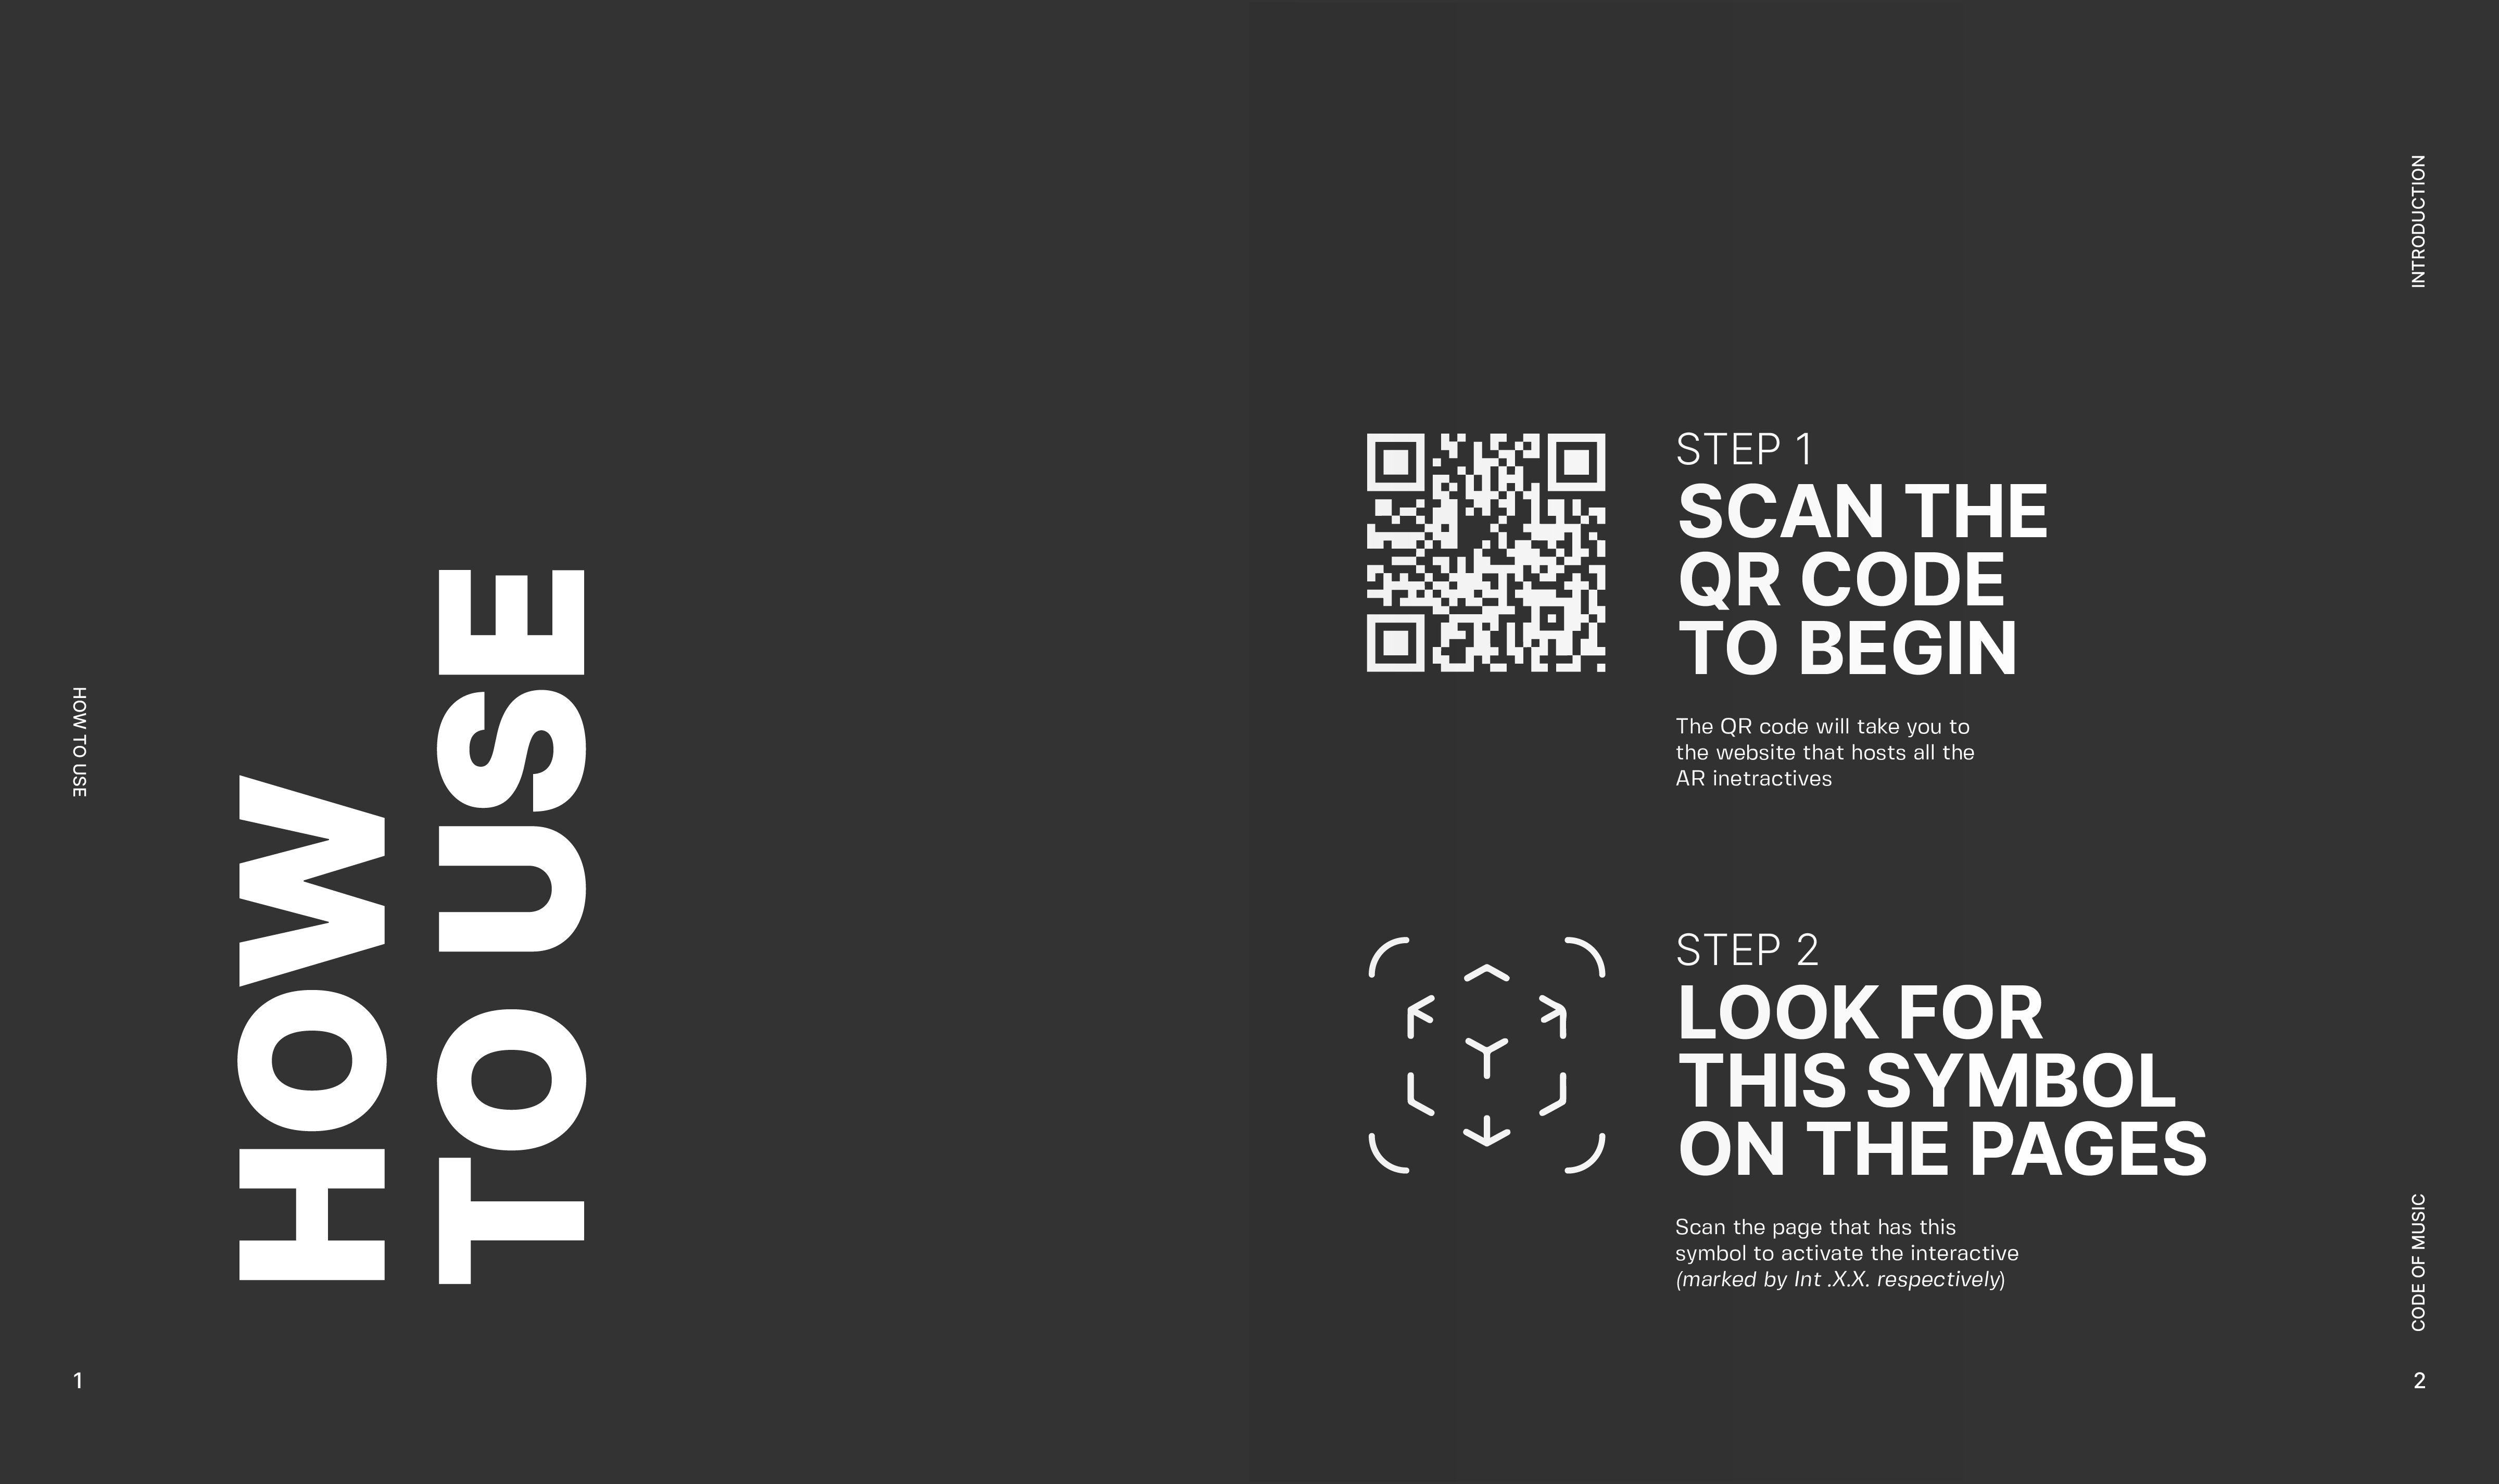 HOW TO USE
HOW
TO USE
1
INTRODUCTION
STEP 1
SCAN THE
QR CODE
TO BEGIN
The QR code will take you to
the website that hosts all the
AR inetractives
STEP 2
LOOK FOR
THIS SYMBOL
ON THE PAGES
Scan the page that has this
symbol to activate the interactive
(marked by Int .X.X. respectively)
CODE OF MUSIC
2